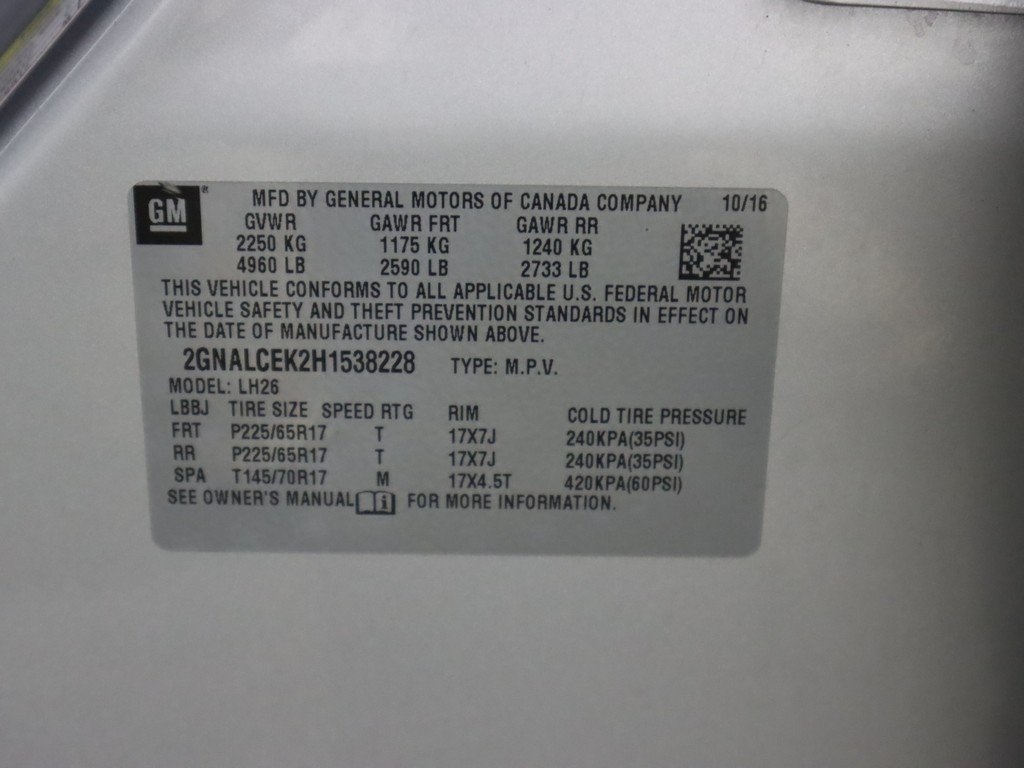 GM ® MFD BY GENERAL MOTORS OF CANADA COMPANY 10/16
GVWR GAWR FRT GAWR RR
2250 KG 1175 KG 1240 KG
4960 LB 2590 LB 2733 LB
THIS VEHICLE CONFORMS TO ALL APPLICABLE U.S. FEDERAL MOTOR
VEHICLE SAFETY AND THEFT PREVENTION STANDARDS IN EFFECT ON
THE DATE OF MANUFACTURE SHOWN ABOVE.
2GNALCEK2H1538228 TYPE: M.P.V.
MODEL: LH26
LBBJ TIRE SIZE SPEED RTG RIM COLD TIRE PRESSURE
FRT P225/65R17 T 17X7J 240KPA(35PSI)
RR P225/65R17 T 17X7J 240KPA(35PSI)
SPA T145/70R17 M 17X4.5T 420KPA(60PSI)
SEE OWNER'S MANUAL i FOR MORE INFORMATION.